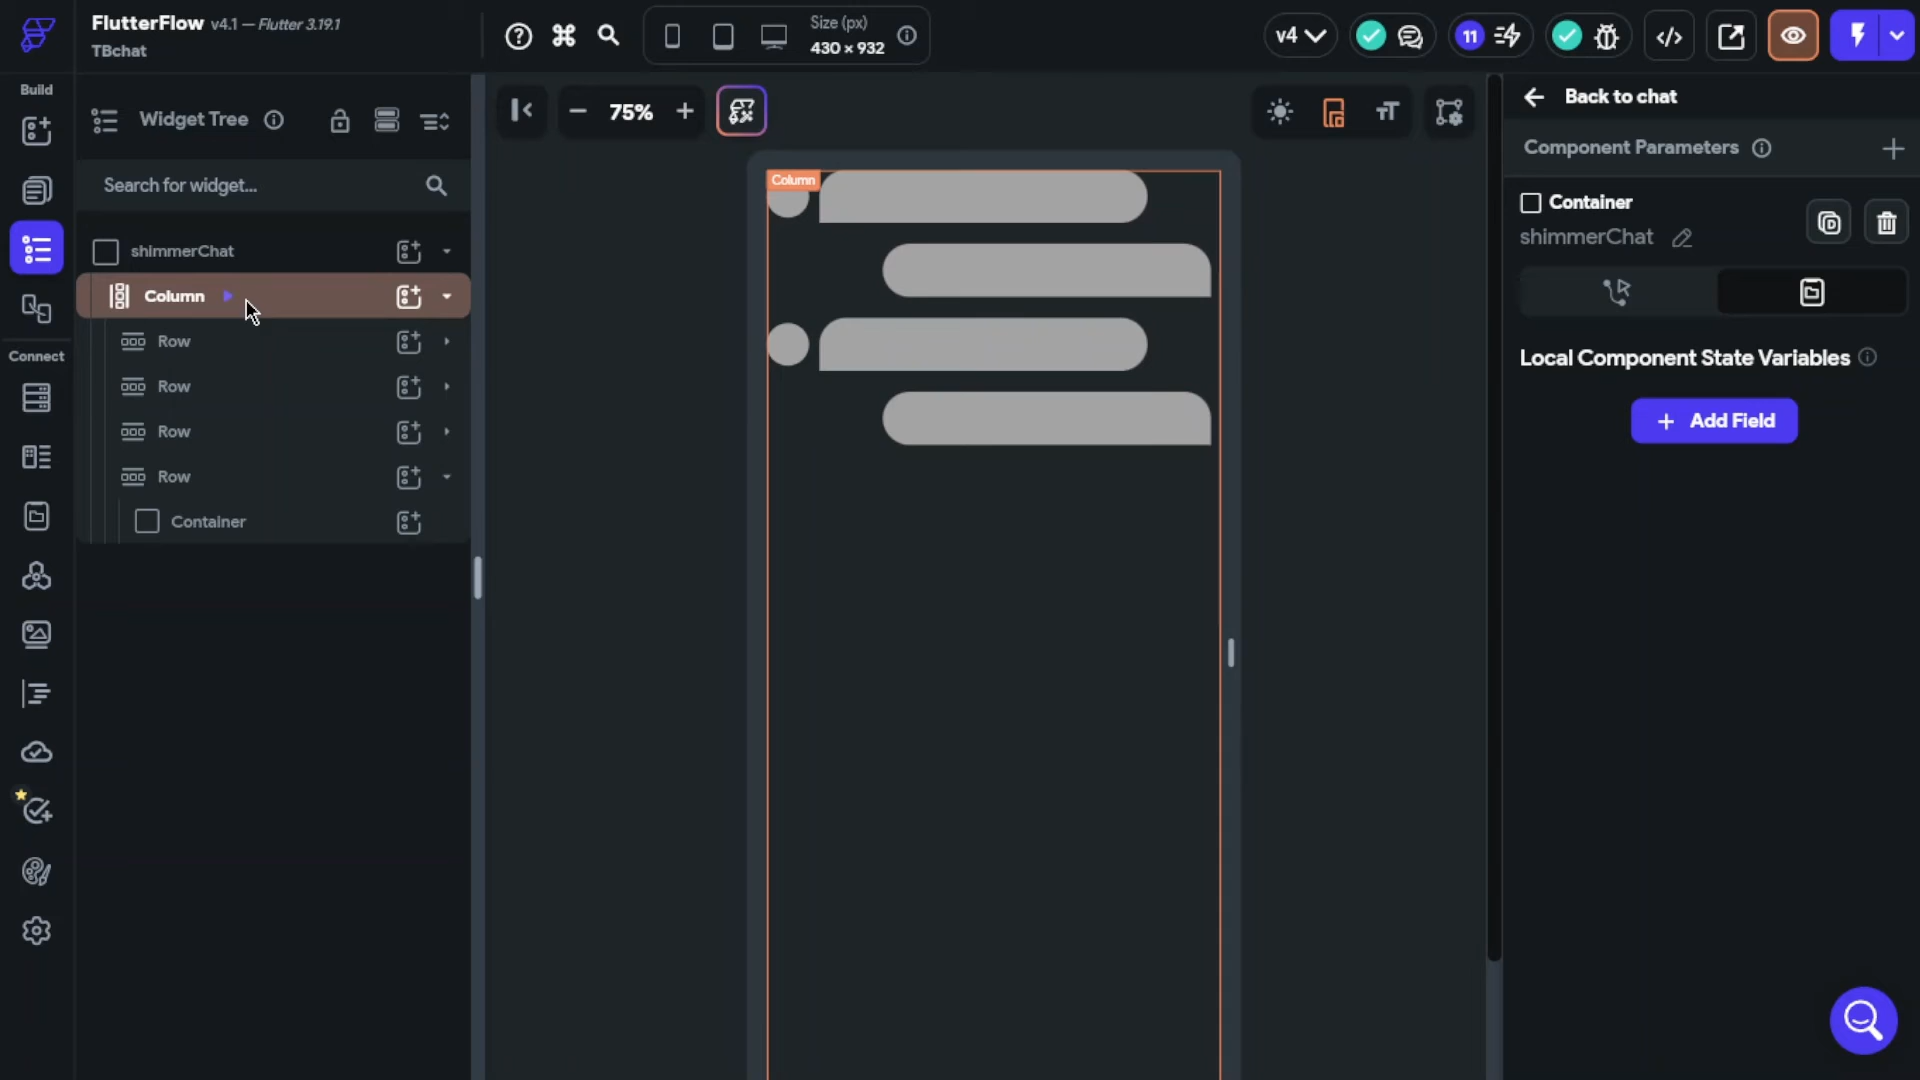 FlutterFlow v4.1 — Flutter 3.19.1
TBchat
Size (px)
430 × 932
v4
11
Build
Connect
Widget Tree
Search for widget...
shimmerChat
Column
Row
Row
Row
Row
Container
75%
Column
Back to chat
Component Parameters
Container
shimmerChat
Local Component State Variables
+ Add Field